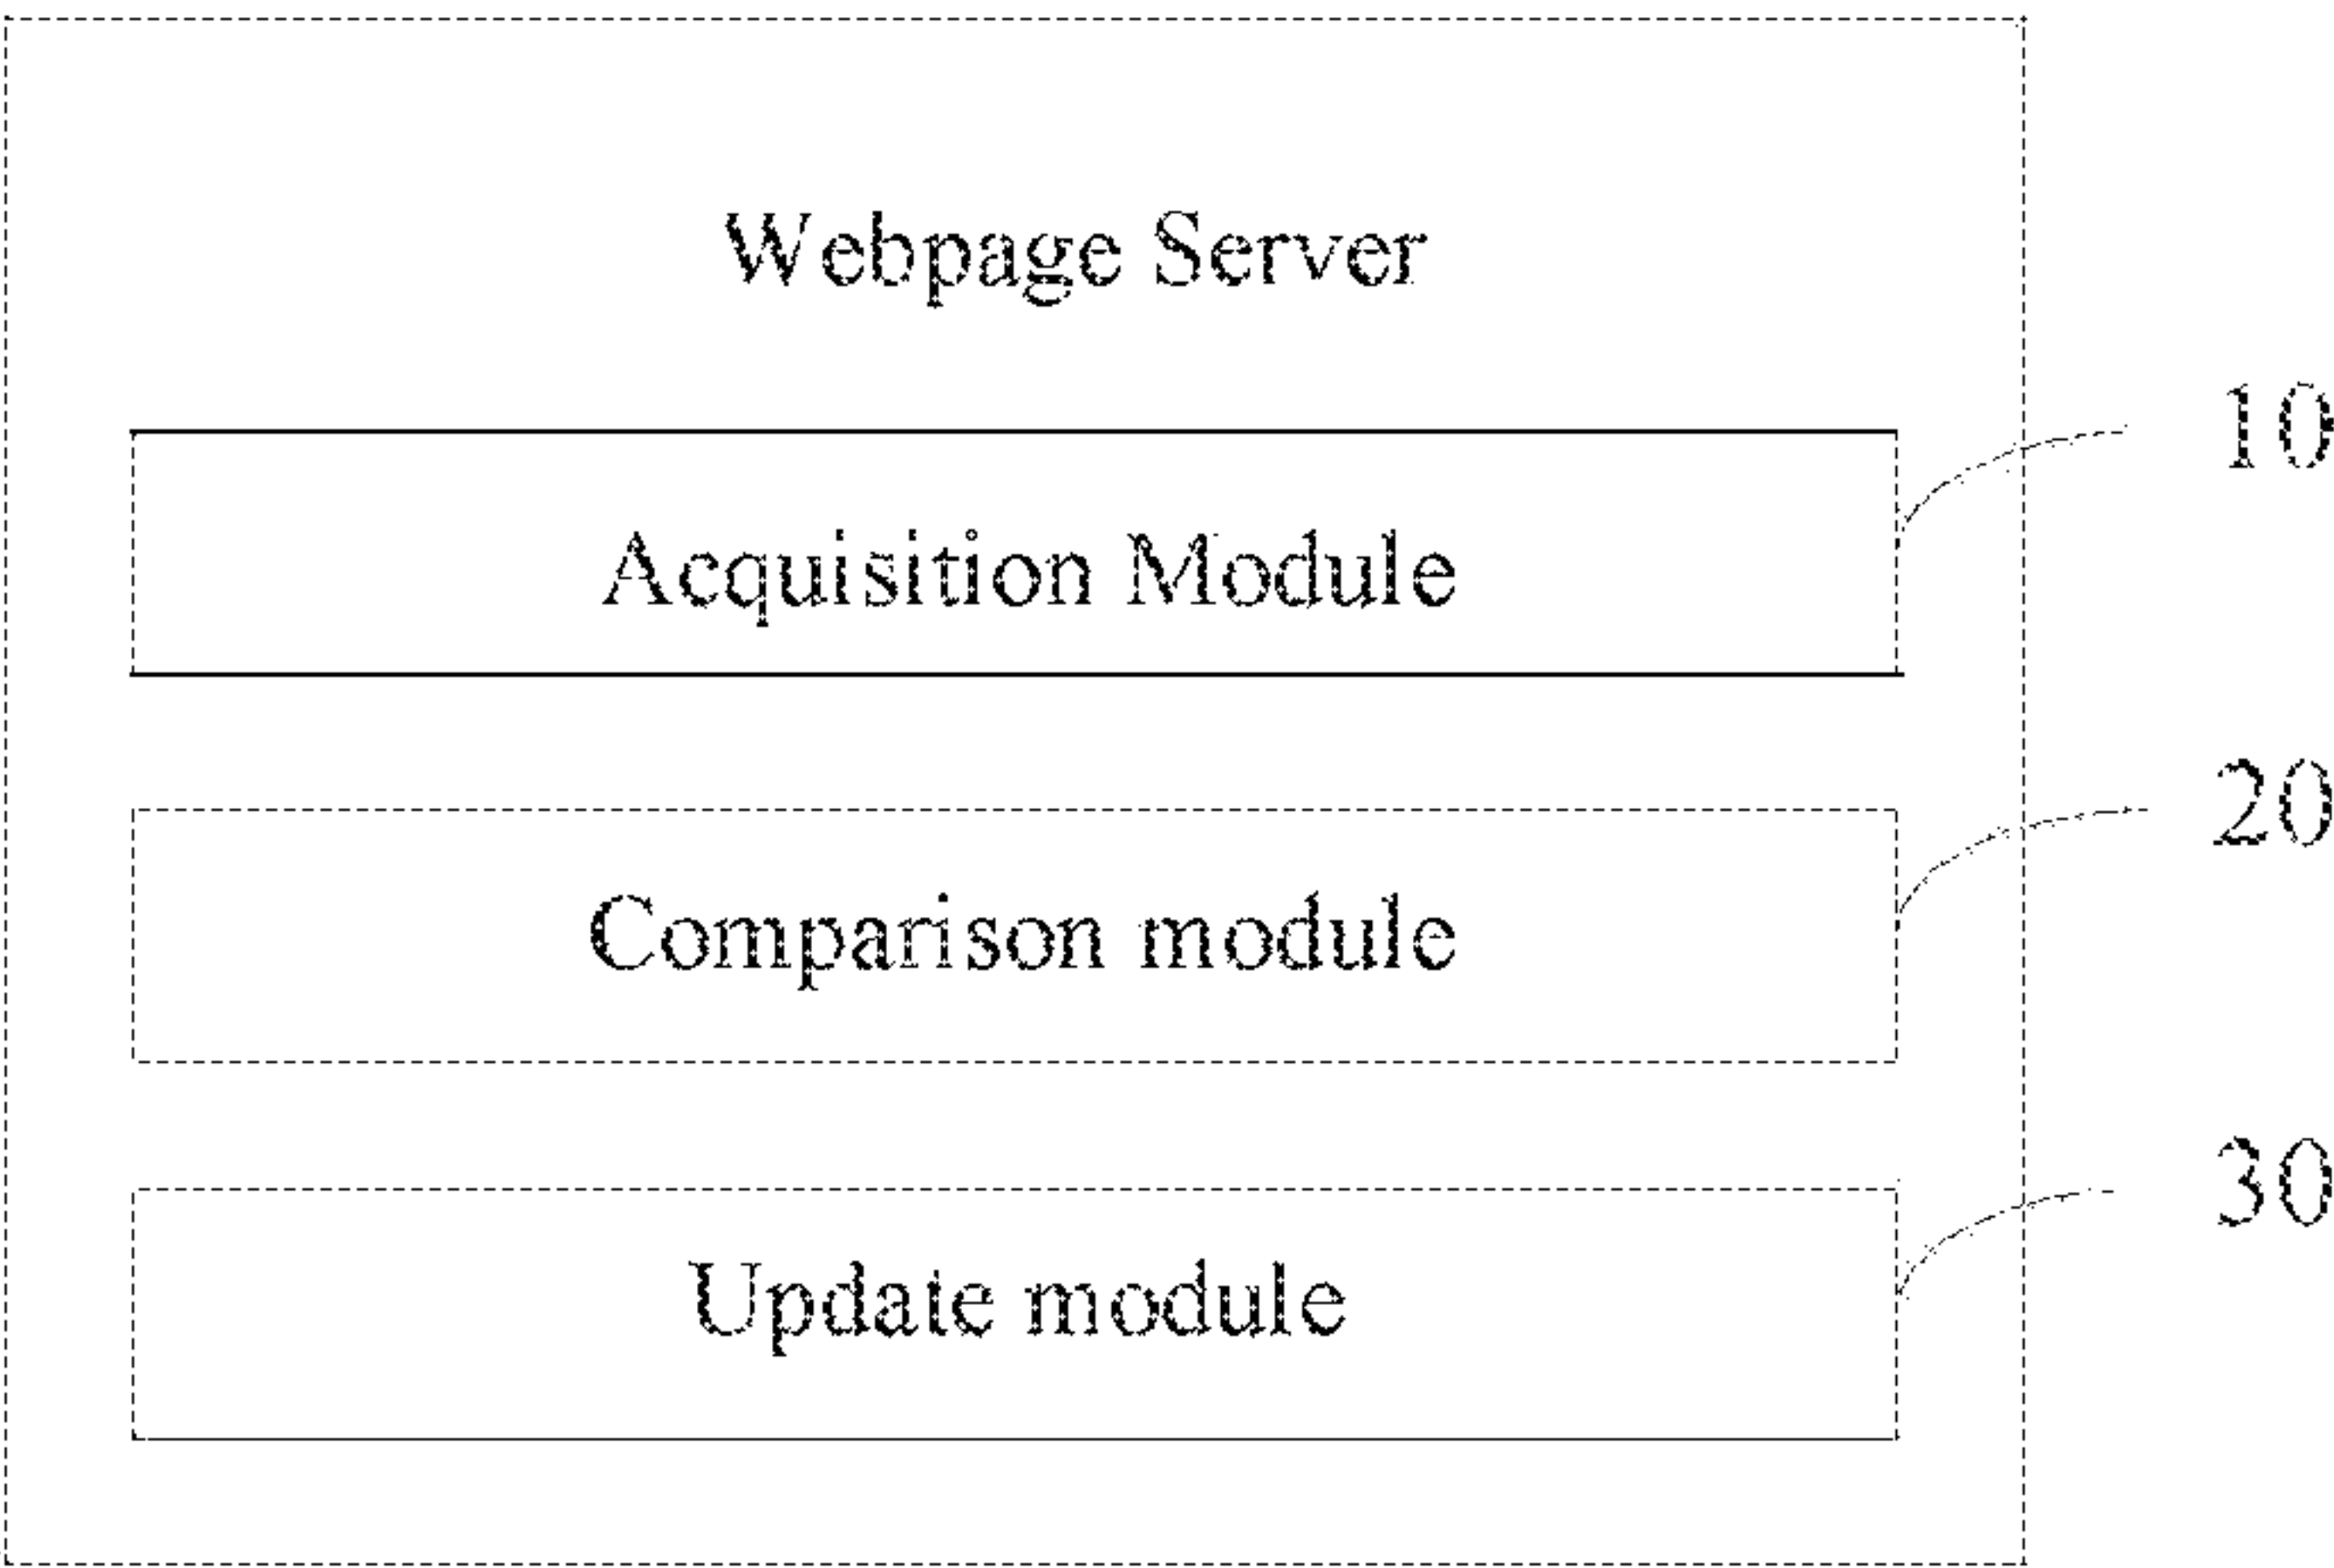 Webpage Server
10
Acquisition Module
20
Comparison module
30
Update module